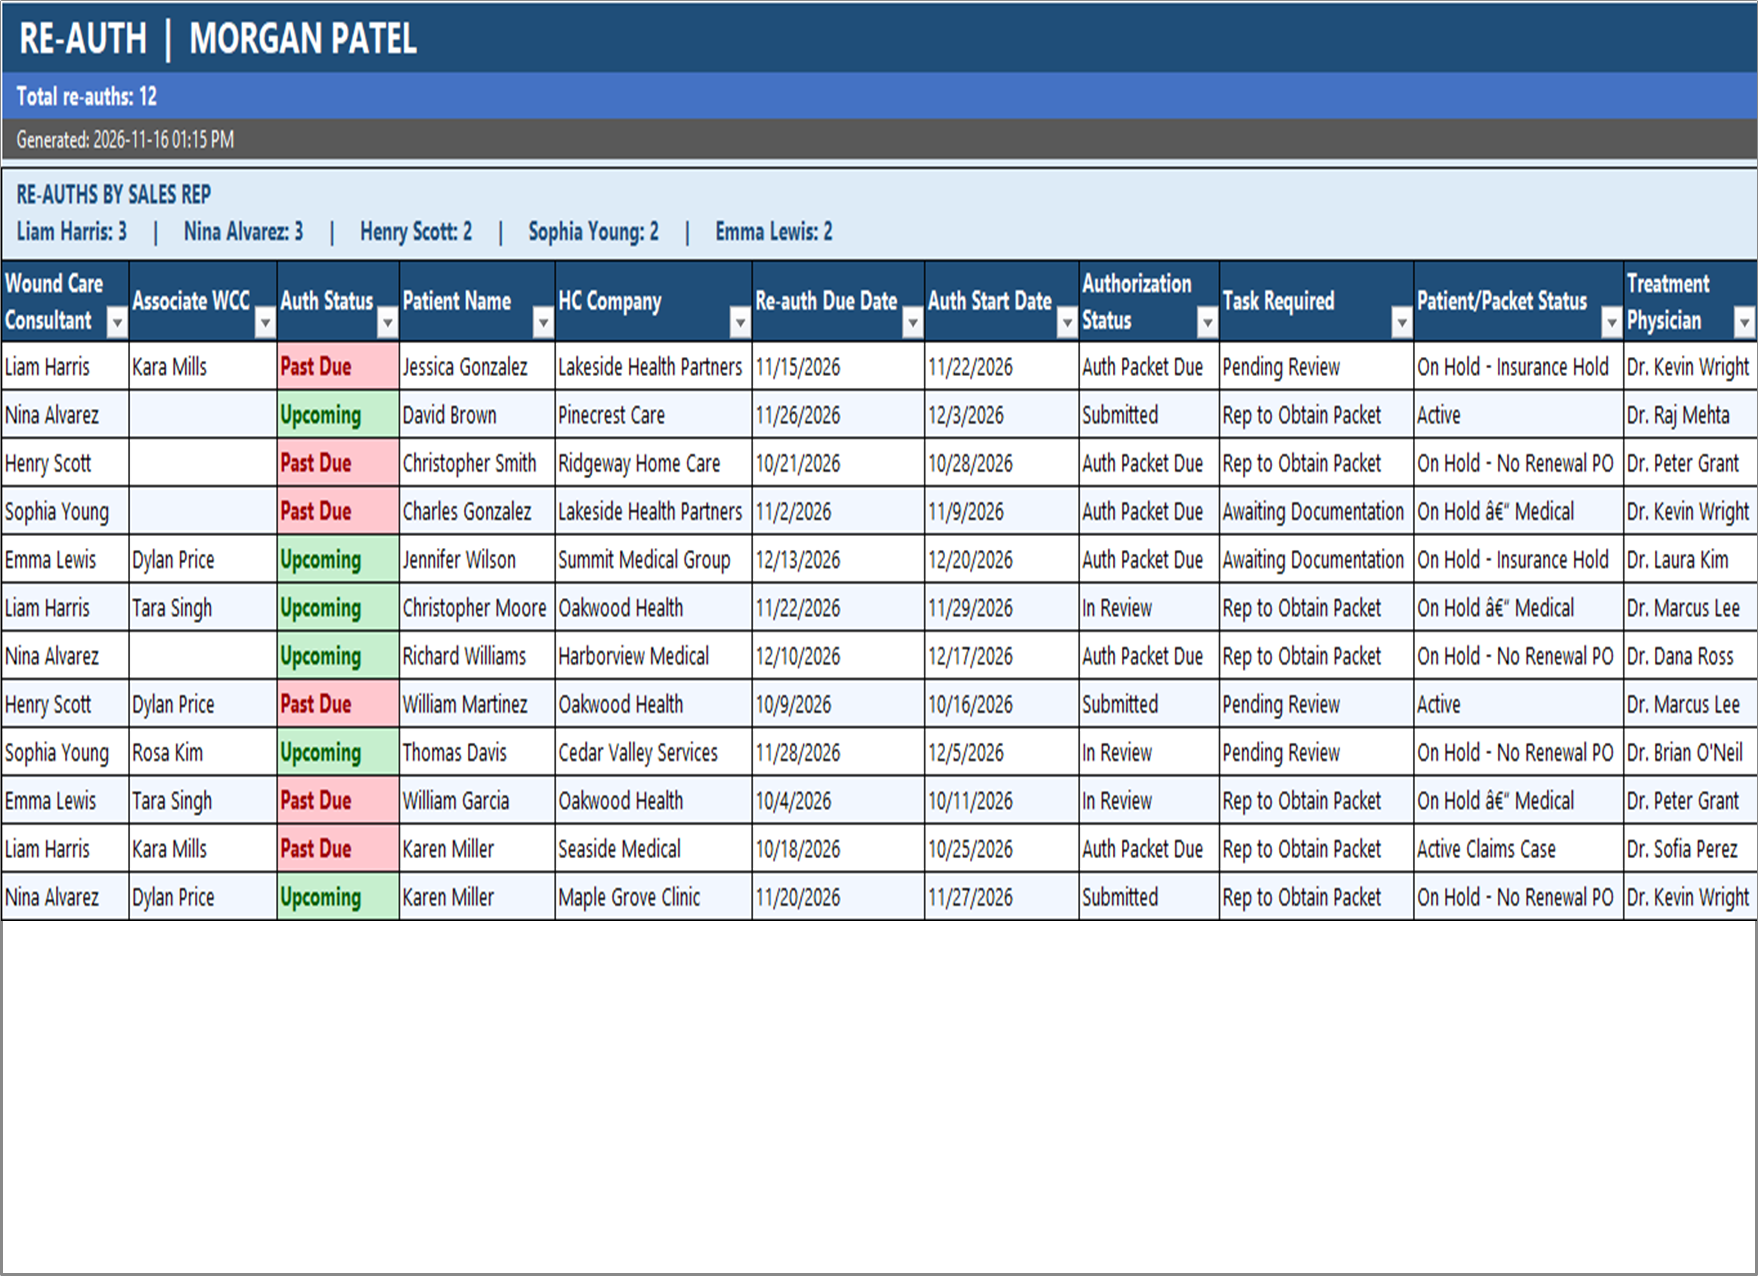 RE-AUTH | MORGAN PATEL
Total re-auths: 12
Generated: 2026-11-16 01:15 PM
RE-AUTHS BY SALES REP
Liam Harris: 3 | Nina Alvarez: 3 | Henry Scott: 2 | Sophia Young: 2 | Emma Lewis: 2
Wound Care Consultant Associate WCC Auth Status Patient Name HC Company Re-auth Due Date Auth Start Date Authorization Status Task Required Patient/Packet Status Treatment Physician
Liam Harris Kara Mills Past Due Jessica Gonzalez Lakeside Health Partners 11/15/2026 11/22/2026 Auth Packet Due Pending Review On Hold - Insurance Hold Dr. Kevin Wright
Nina Alvarez Upcoming David Brown Pinecrest Care 11/26/2026 12/3/2026 Submitted Rep to Obtain Packet Active Dr. Raj Mehta
Henry Scott Past Due Christopher Smith Ridgeway Home Care 10/21/2026 10/28/2026 Auth Packet Due Rep to Obtain Packet On Hold - No Renewal PO Dr. Peter Grant
Sophia Young Past Due Charles Gonzalez Lakeside Health Partners 11/2/2026 11/9/2026 Auth Packet Due Awaiting Documentation On Hold â€“ Medical Dr. Kevin Wright
Emma Lewis Dylan Price Upcoming Jennifer Wilson Summit Medical Group 12/13/2026 12/20/2026 Auth Packet Due Awaiting Documentation On Hold - Insurance Hold Dr. Laura Kim
Liam Harris Tara Singh Upcoming Christopher Moore Oakwood Health 11/22/2026 11/29/2026 In Review Rep to Obtain Packet On Hold â€“ Medical Dr. Marcus Lee
Nina Alvarez Upcoming Richard Williams Harborview Medical 12/10/2026 12/17/2026 Auth Packet Due Rep to Obtain Packet On Hold - No Renewal PO Dr. Dana Ross
Henry Scott Dylan Price Past Due William Martinez Oakwood Health 10/9/2026 10/16/2026 Submitted Pending Review Active Dr. Marcus Lee
Sophia Young Rosa Kim Upcoming Thomas Davis Cedar Valley Services 11/28/2026 12/5/2026 In Review Pending Review On Hold - No Renewal PO Dr. Brian O'Neil
Emma Lewis Tara Singh Past Due William Garcia Oakwood Health 10/4/2026 10/11/2026 In Review Rep to Obtain Packet On Hold â€“ Medical Dr. Peter Grant
Liam Harris Kara Mills Past Due Karen Miller Seaside Medical 10/18/2026 10/25/2026 Auth Packet Due Rep to Obtain Packet Active Claims Case Dr. Sofia Perez
Nina Alvarez Dylan Price Upcoming Karen Miller Maple Grove Clinic 11/20/2026 11/27/2026 Submitted Rep to Obtain Packet On Hold - No Renewal PO Dr. Kevin Wright